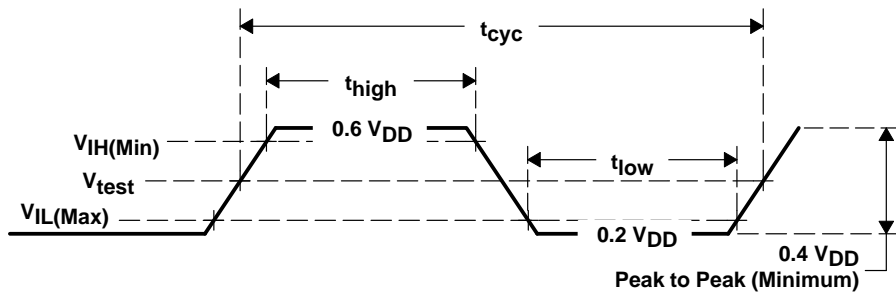 tcyc
thigh
0.6 VDD
VIH(Min)
tlow
Vtest
VIL(Max)
0.2 VDD
0.4 VDD
Peak to Peak (Minimum)